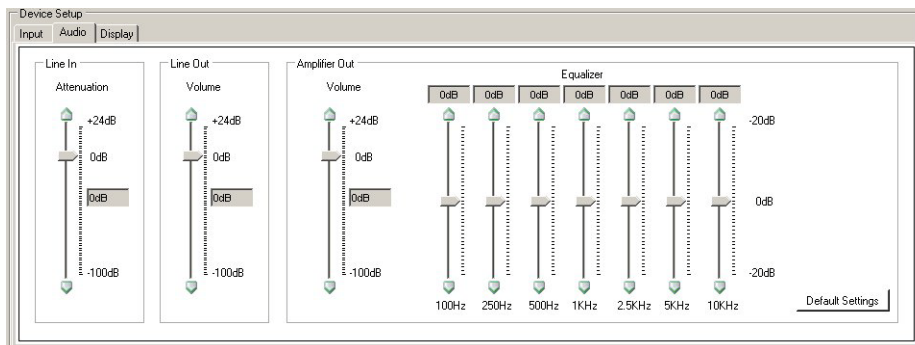 Device Setup
Input Audio Display
Line In
Attenuation
+24dB
0dB
0dB
-100dB
Line Out
Volume
+24dB
0dB
0dB
-100dB
Amplifier Out
Volume
+24dB
0dB
0dB
-100dB
Equalizer
0dB 0dB 0dB 0dB 0dB 0dB 0dB
-20dB
0dB
-20dB
100Hz 250Hz 500Hz 1KHz 2.5KHz 5KHz 10KHz
Default Settings